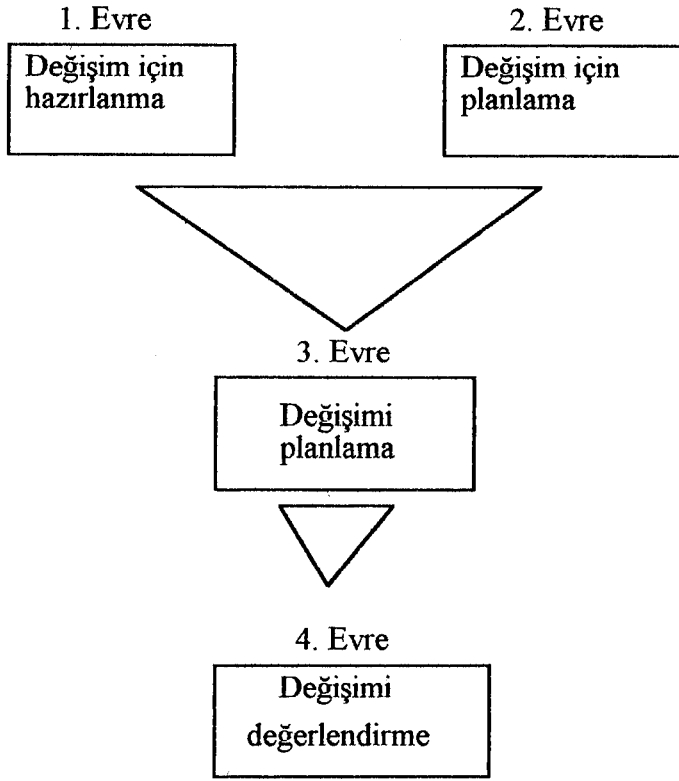 1. Evre
Değişim için
hazırlanma
2. Evre
Değişim için
planlama
3. Evre
Değişimi
planlama
4. Evre
Değişimi
değerlendirme